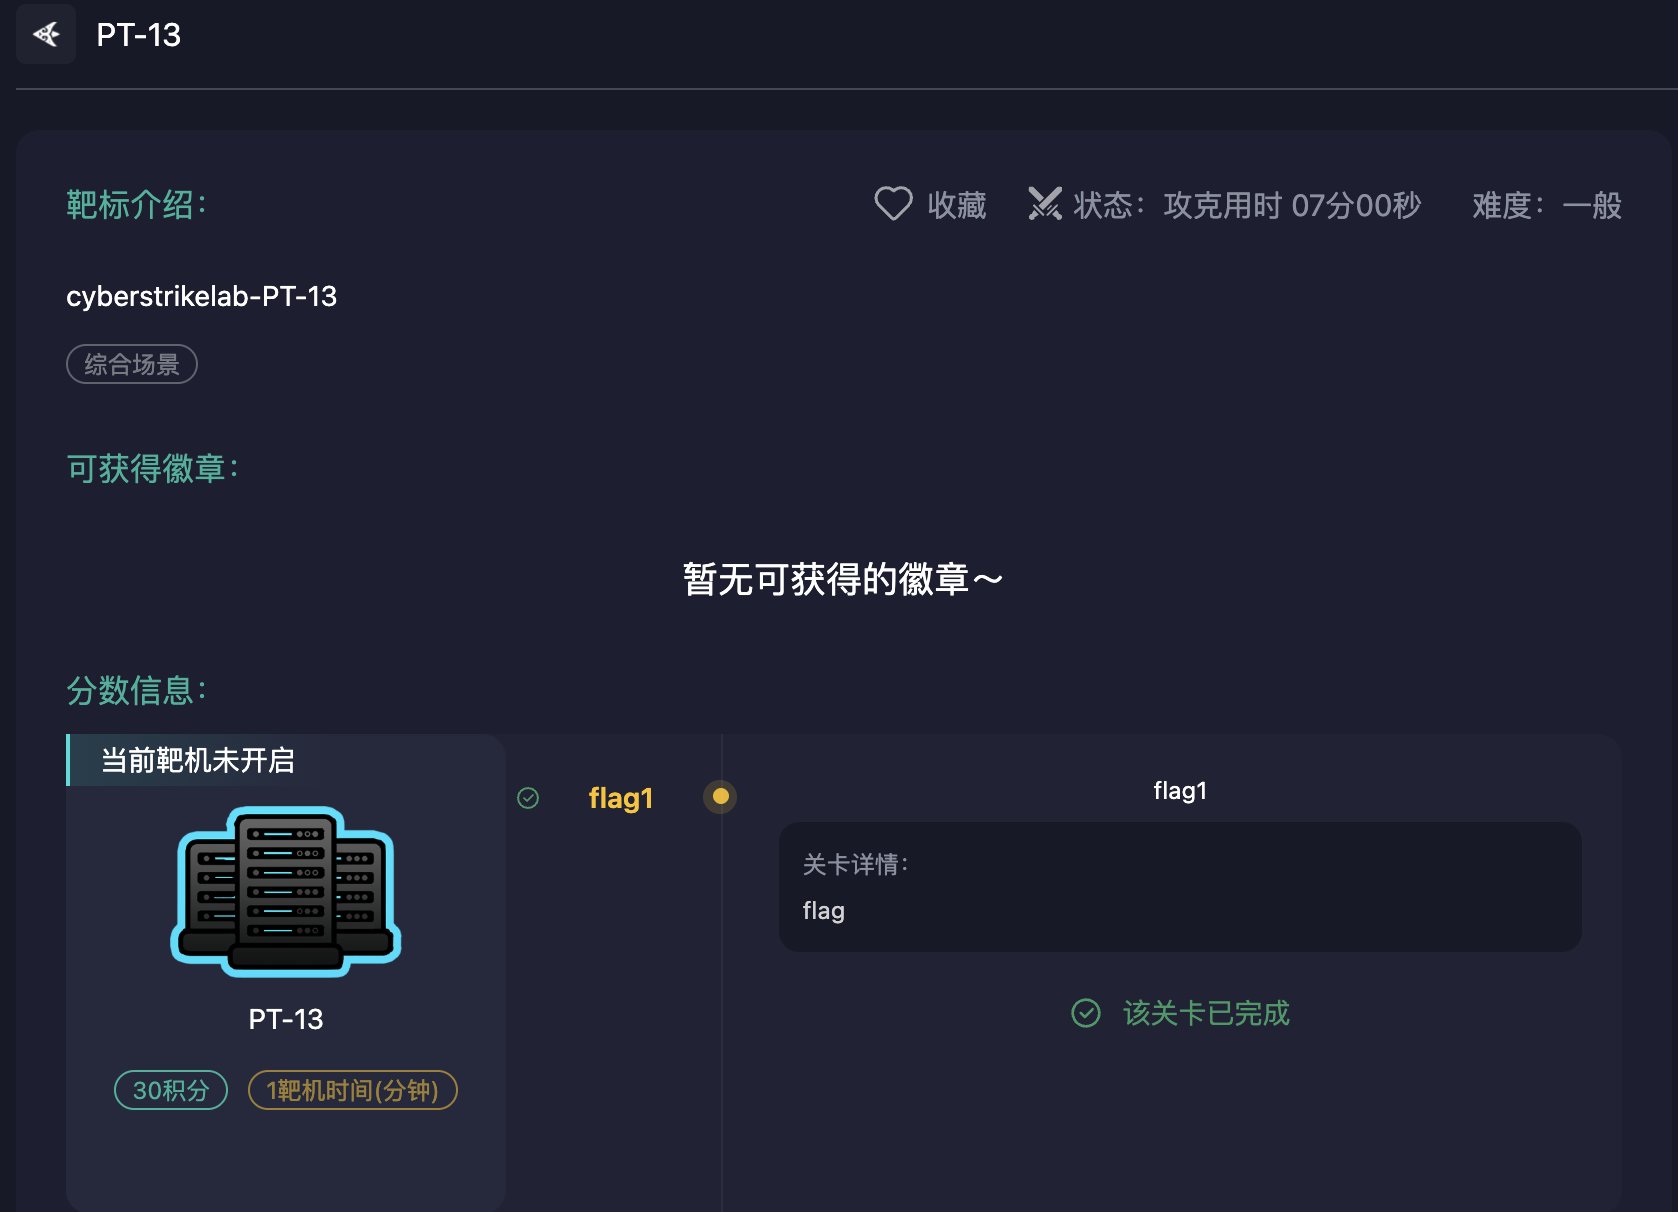 PT-13
靶标介绍：
收藏
状态：攻克用时 07分00秒
难度：一般
cyberstrikelab-PT-13
综合场景
可获得徽章：
暂无可获得的徽章～
分数信息：
当前靶机未开启
PT-13
30积分
1靶机时间(分钟)
flag1
flag1
关卡详情：
flag
该关卡已完成